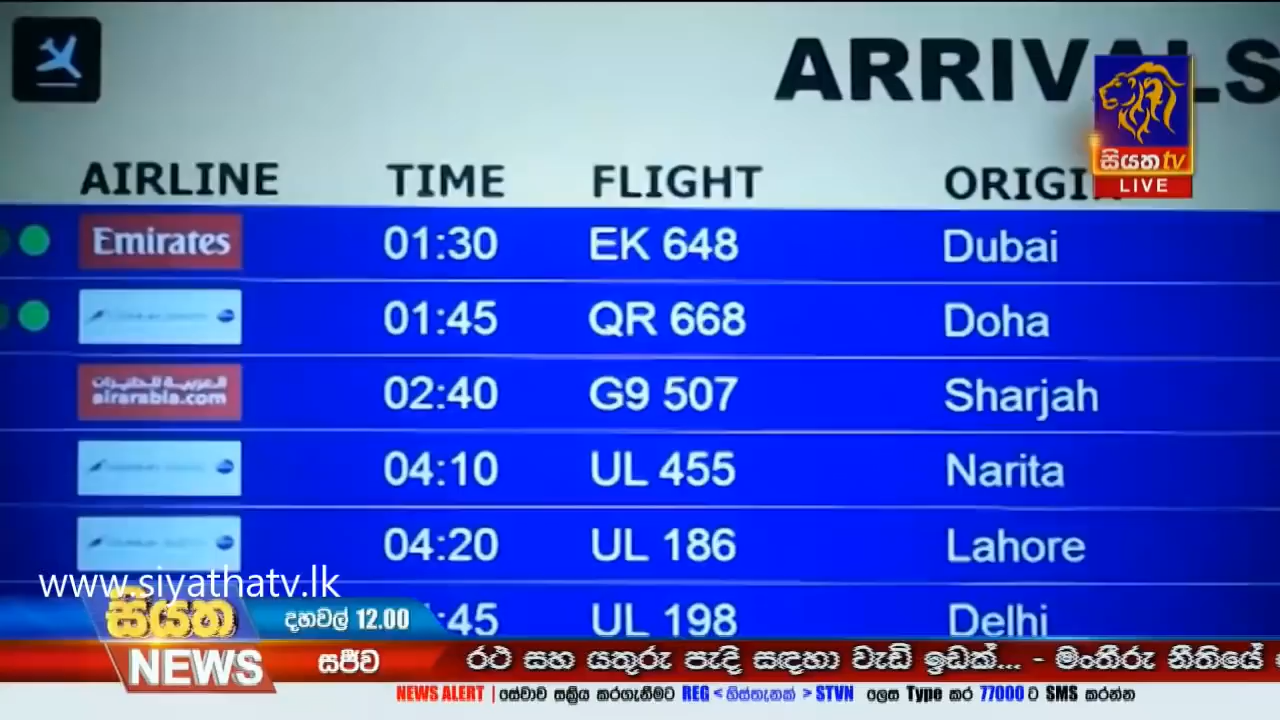 ARRIVALS
සියත tv
LIVE
AIRLINE TIME FLIGHT ORIGI
Emirates 01:30 EK 648 Dubai
01:45 QR 668 Doha
العربية للطيران
airarabia.com 02:40 G9 507 Sharjah
04:10 UL 455 Narita
04:20 UL 186 Lahore
:45 UL 198 Delhi
www.siyathatv.lk
සියත දහවල් 12.00
NEWS සජීව රථ සහ යතුරු පැදි සඳහා වැඩි ඉඩක්... - මංතීරු නීතියේ
NEWS ALERT | සේවාව සක්‍රිය කරගැනීමට REG < හිස්තැනක් > STVN ලෙස Type කර 77000 ට SMS කරන්න